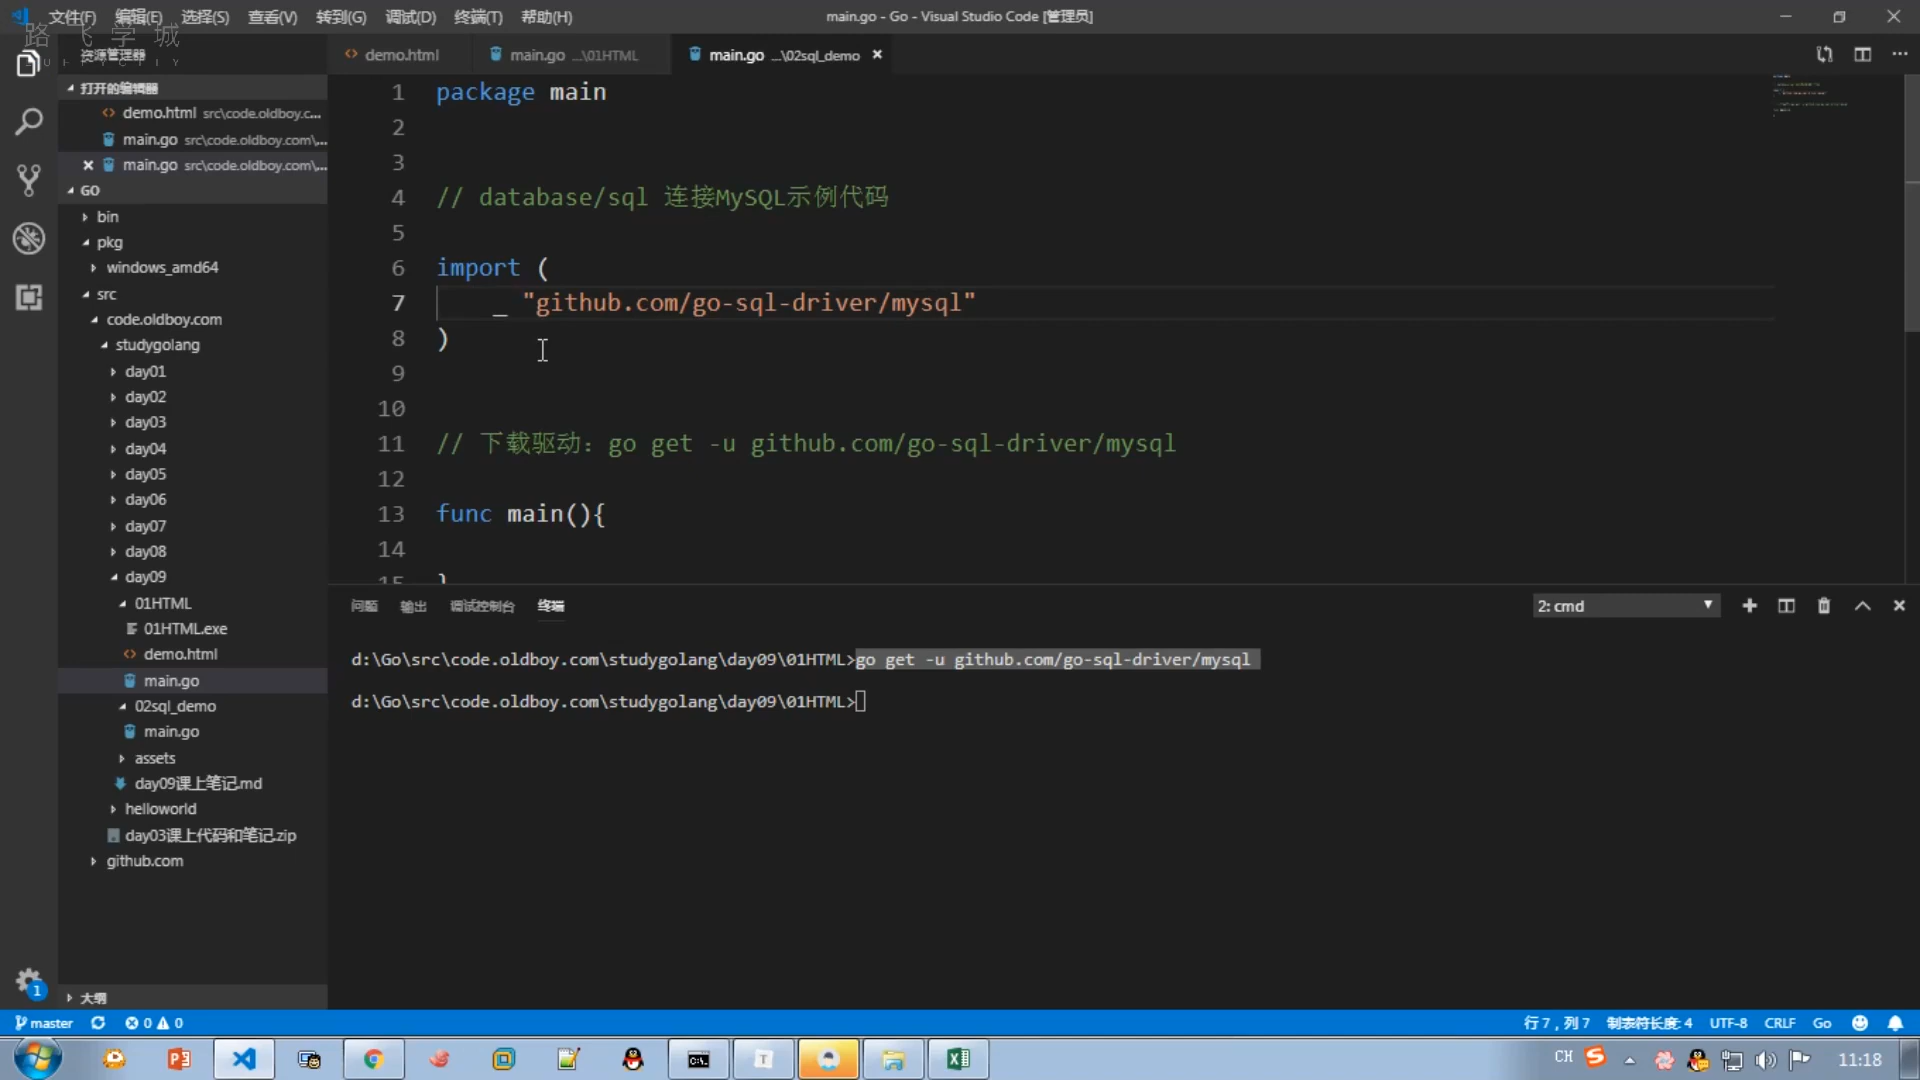 文件(F) 编辑(E) 选择(S) 查看(V) 转到(G) 调试(D) 终端(T) 帮助(H)
main.go - Go - Visual Studio Code [管理员]
路飞学城
资源管理器
demo.html
main.go ...\01HTML
main.go ...\02sql_demo
打开的编辑器
demo.html src\code.oldboy.c...
main.go src\code.oldboy.com\...
main.go src\code.oldboy.com\...
GO
bin
pkg
windows_amd64
src
code.oldboy.com
studygolang
day01
day02
day03
day04
day05
day06
day07
day08
day09
01HTML
01HTML.exe
demo.html
main.go
02sql_demo
main.go
assets
day09课上笔记.md
helloworld
day03课上代码和笔记.zip
github.com
大纲
1 package main
2
3
4 // database/sql 连接MySQL示例代码
5
6 import (
7 _ "github.com/go-sql-driver/mysql"
8 )
9
10
11 // 下载驱动：go get -u github.com/go-sql-driver/mysql
12
13 func main(){
14
15 }
问题 输出 调试控制台 终端
2: cmd
d:\Go\src\code.oldboy.com\studygolang\day09\01HTML>go get -u github.com/go-sql-driver/mysql
d:\Go\src\code.oldboy.com\studygolang\day09\01HTML>
1
master 0 0
行 7，列 7 制表符长度: 4 UTF-8 CRLF Go
CH 11:18